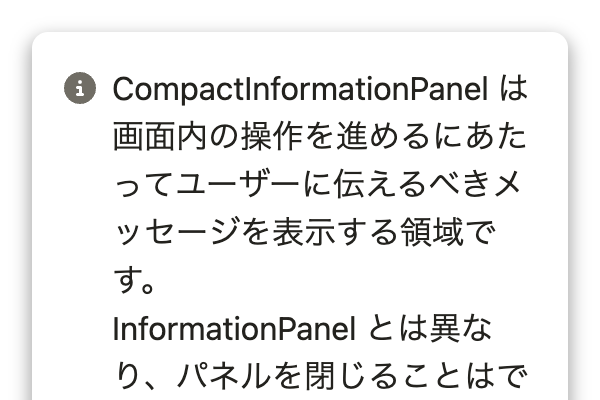 CompactInformationPanel は
画面内の操作を進めるにあた
ってユーザーに伝えるべきメ
ッセージを表示する領域で
す。
InformationPanel とは異な
り、パネルを閉じることはで